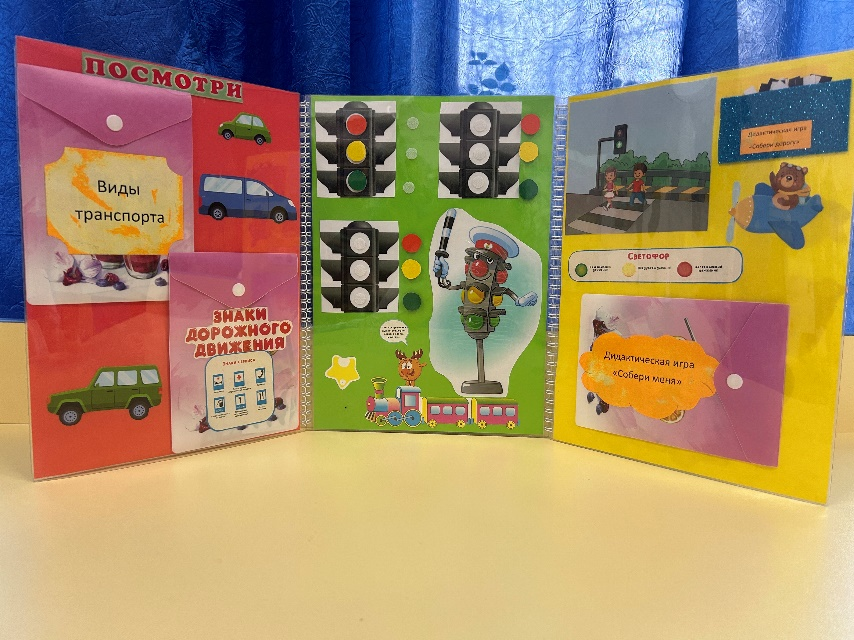 ПОСМОТРИ
Виды
транспорта
ЗНАКИ
ДОРОЖНОГО
ДВИЖЕНИЯ
Дидактическая игра
«Собери дорогу»
СВЕТОФОР
Дидактическая игра
«Собери меня»